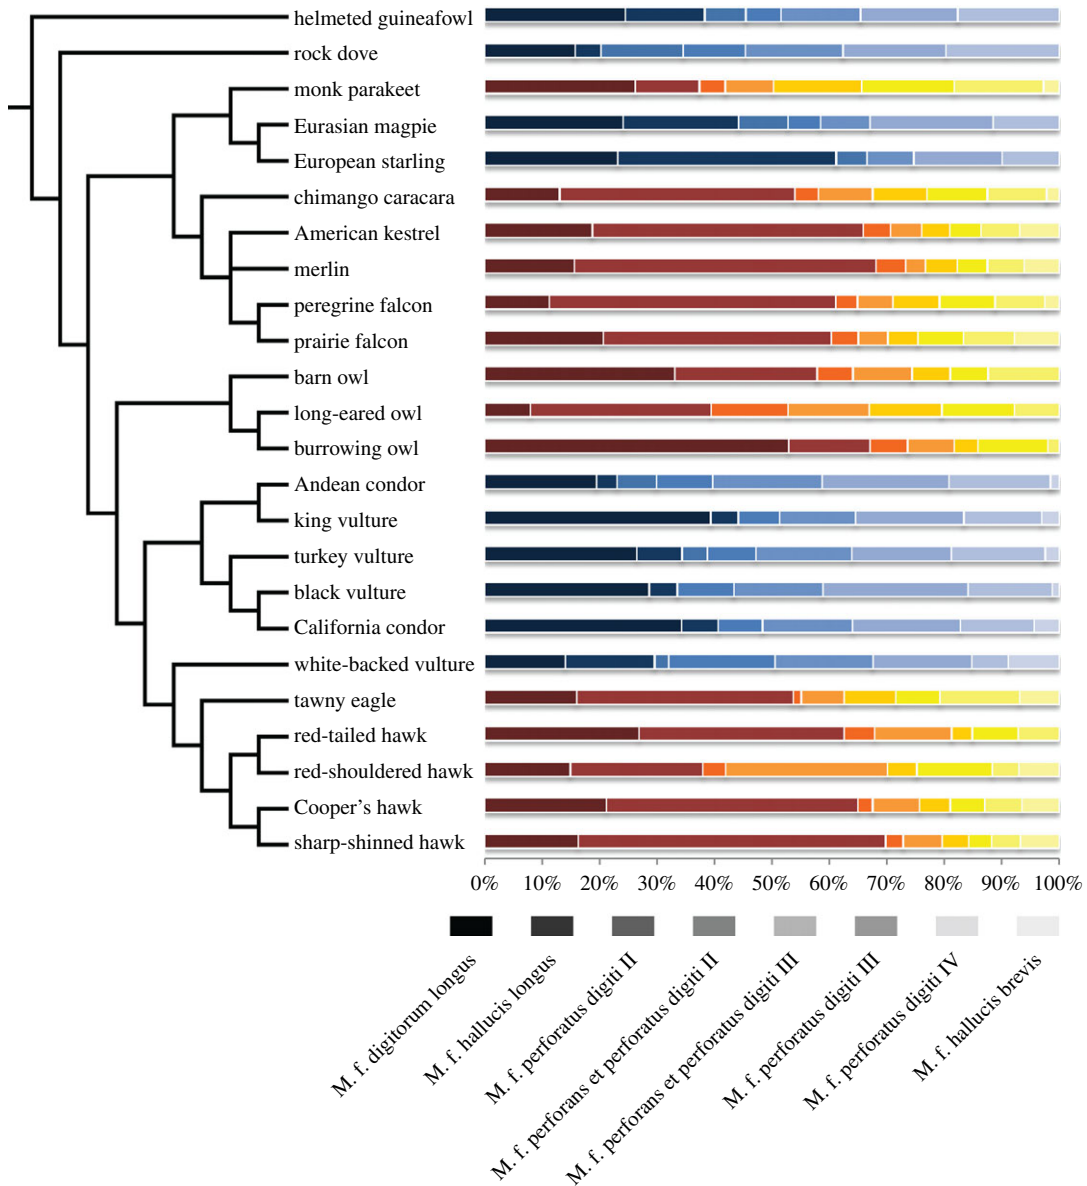 helmeted guineafowl
rock dove
monk parakeet
Eurasian magpie
European starling
chimango caracara
American kestrel
merlin
peregrine falcon
prairie falcon
barn owl
long-eared owl
burrowing owl
Andean condor
king vulture
turkey vulture
black vulture
California condor
white-backed vulture
tawny eagle
red-tailed hawk
red-shouldered hawk
Cooper's hawk
sharp-shinned hawk
0% 10% 20% 30% 40% 50% 60% 70% 80% 90% 100%
M. f. digitorum longus
M. f. hallucis longus
M. f. perforatus digiti II
M. f. perforans et perforatus digiti II
M. f. perforans et perforatus digiti III
M. f. perforatus digiti III
M. f. perforatus digiti IV
M. f. hallucis brevis